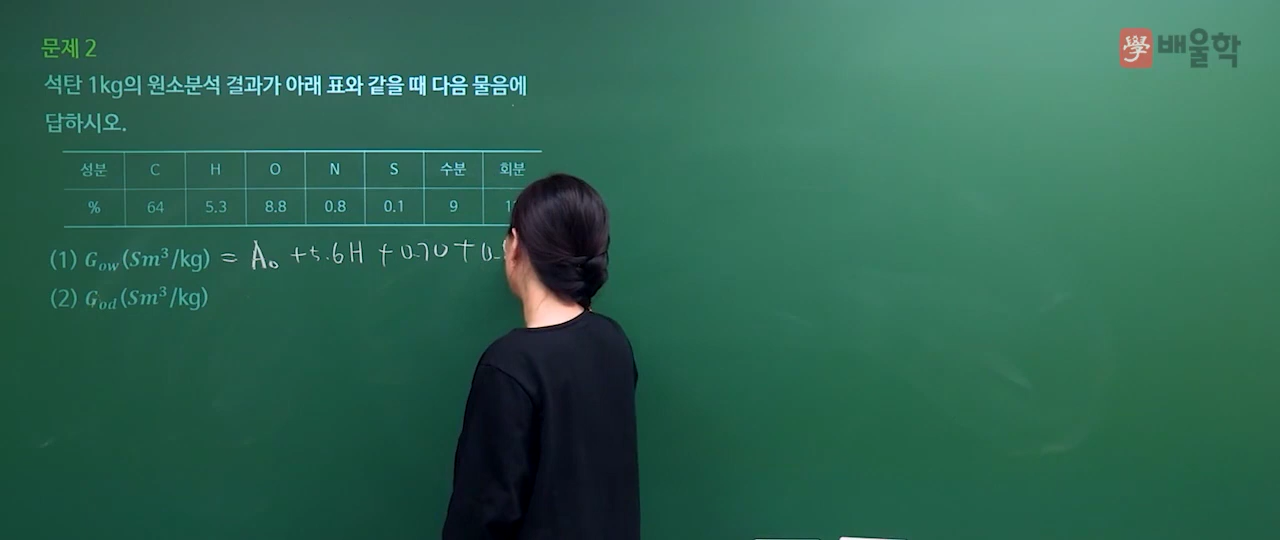 문제 2
學 배울학
석탄 1kg의 원소분석 결과가 아래 표와 같을 때 다음 물음에
답하시오.
성분 C H O N S 수분 회분
% 64 5.3 8.8 0.8 0.1 9
(1) G_ow (Sm³/kg) = A₀ + 5.6H + 0.7O + 0.
(2) G_od (Sm³/kg)